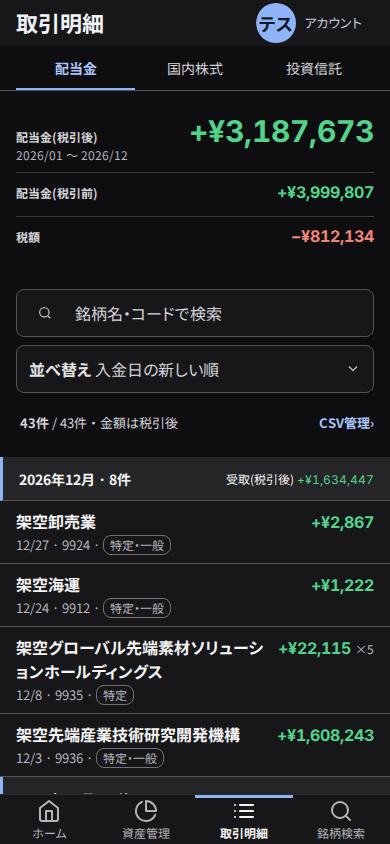 取引明細
テス アカウント
配当金 国内株式 投資信託
配当金(税引後) +¥3,187,673
2026/01 〜 2026/12
配当金(税引前) +¥3,999,807
税額 −¥812,134
銘柄名・コードで検索
並べ替え 入金日の新しい順
43件 / 43件・金額は税引後 CSV管理›
2026年12月・8件 受取(税引後) +¥1,634,447
架空卸売業 +¥2,867
12/27・9924・特定・一般
架空海運 +¥1,222
12/24・9912・特定・一般
架空グローバル先端素材ソリューシ +¥22,115 ×5
ョンホールディングス
12/8・9935・特定
架空先端産業技術研究開発機構 +¥1,608,243
12/3・9936・特定・一般
ホーム 資産管理 取引明細 銘柄検索